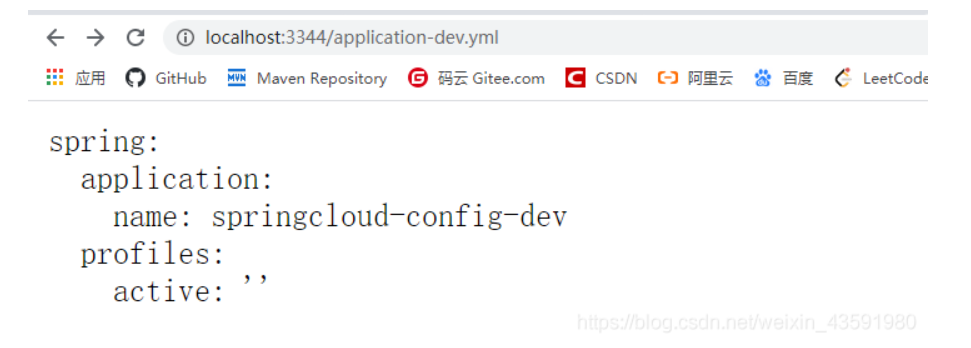 localhost:3344/application-dev.yml
应用 GitHub MVN Maven Repository 码云 Gitee.com CSDN 阿里云 百度 LeetCode
spring:
  application:
    name: springcloud-config-dev
  profiles:
    active: ''
https://blog.csdn.net/weixin_43591980